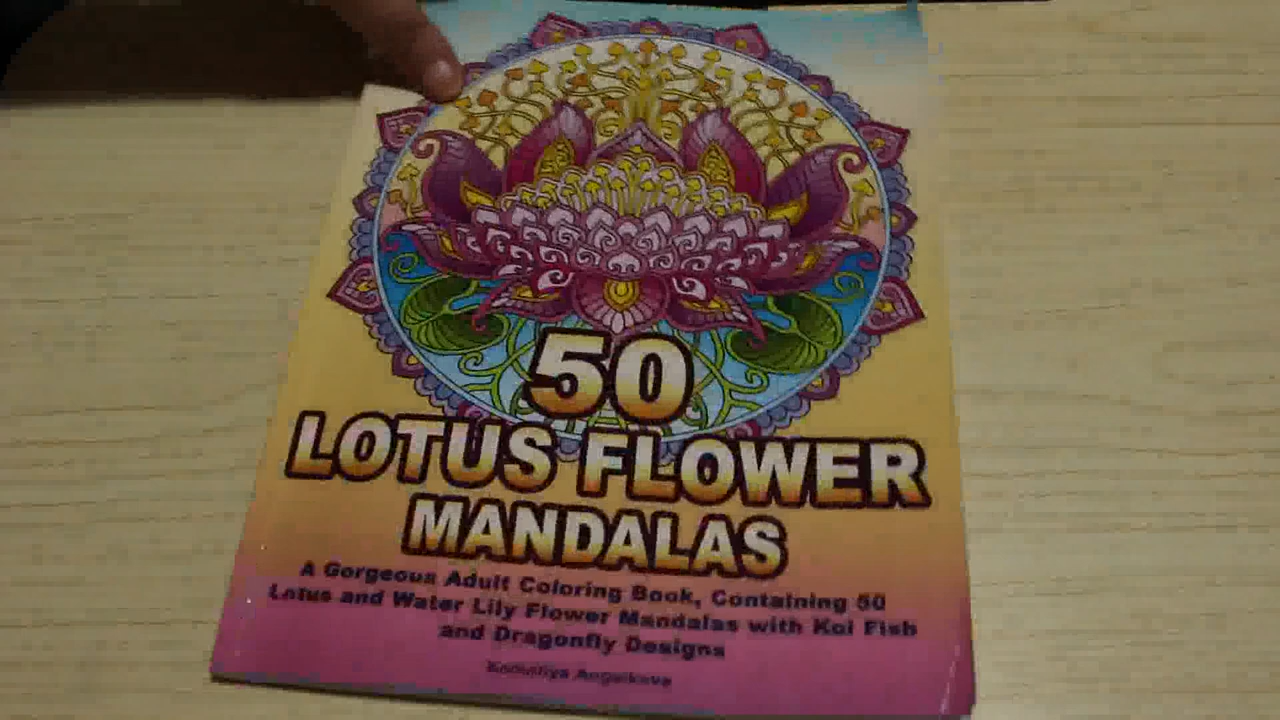 50
LOTUS FLOWER
MANDALAS
A Gorgeous Adult Coloring Book, Containing 50
Lotus and Water Lily Flower Mandalas with Koi Fish
and Dragonfly Designs